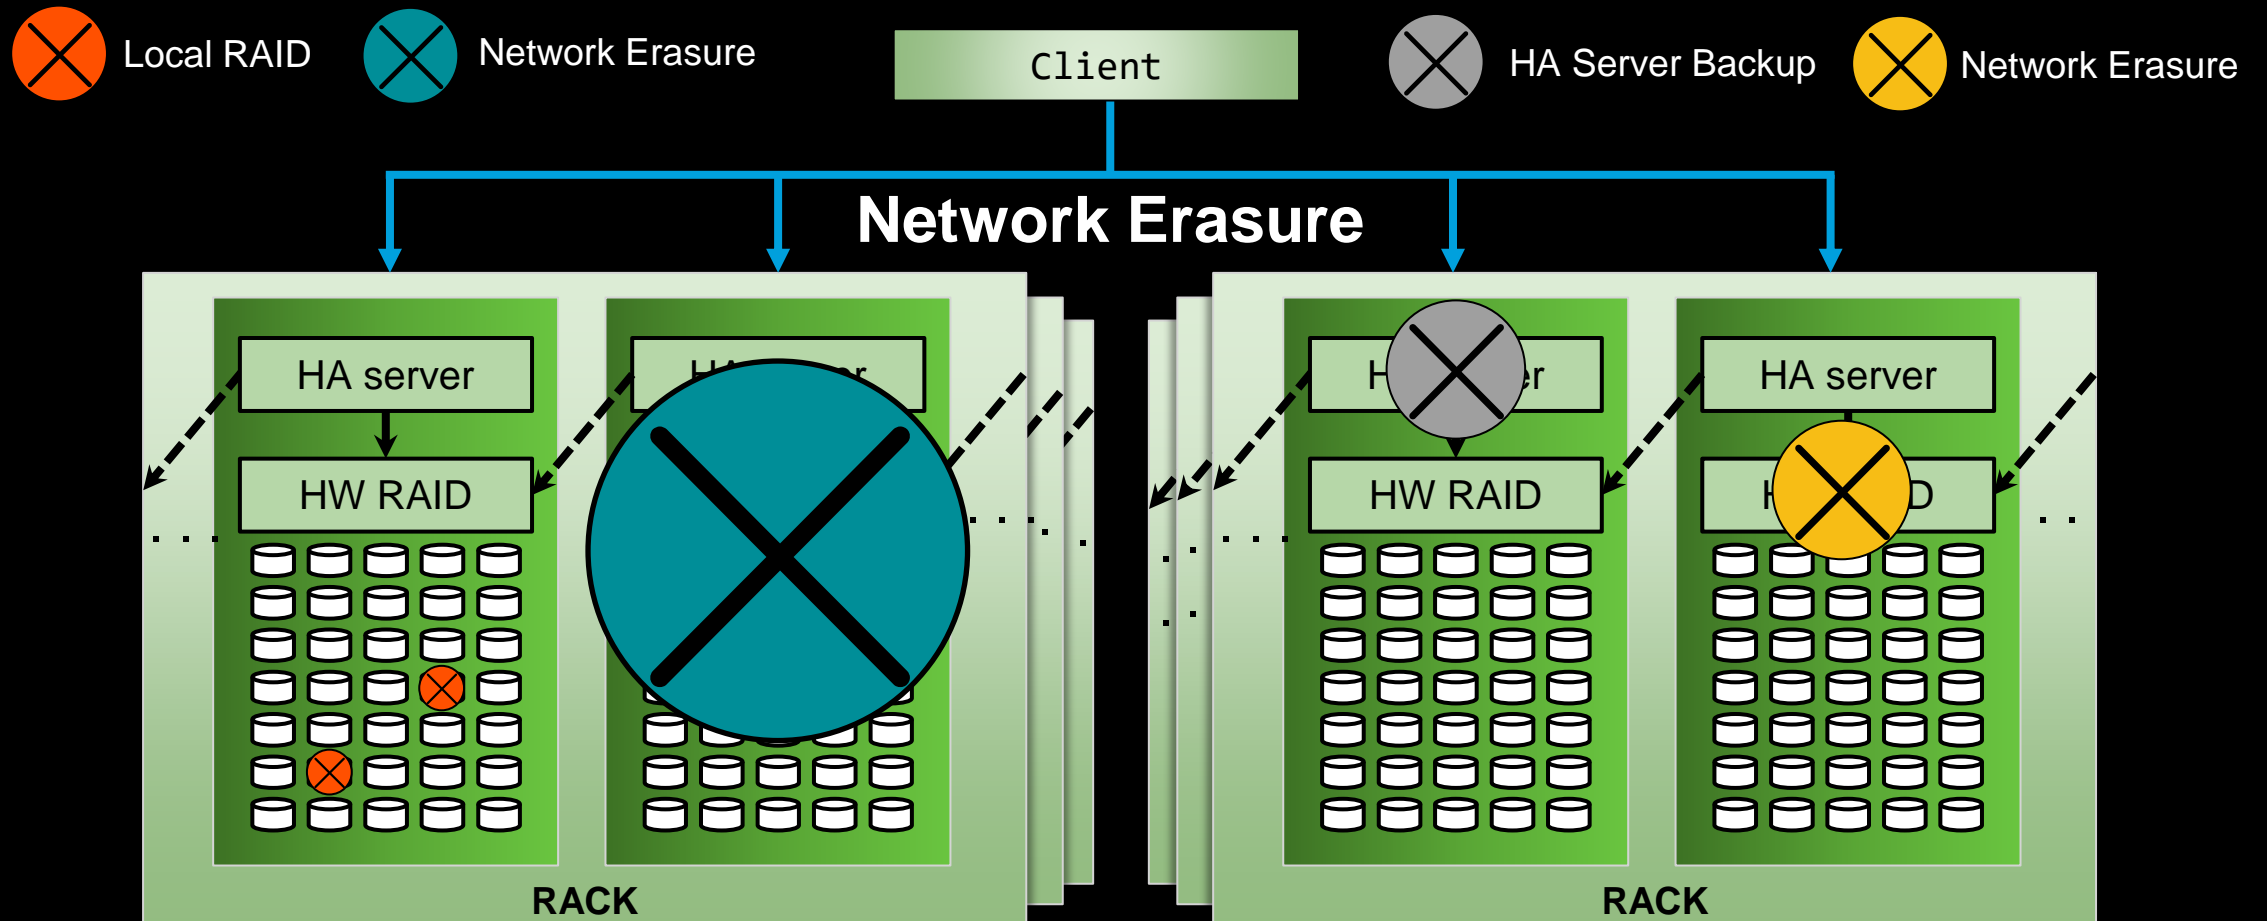 Local RAID
Network Erasure
Client
HA Server Backup
Network Erasure
Network Erasure
HA server
HA server
HW RAID
HW RAID
RACK
RACK